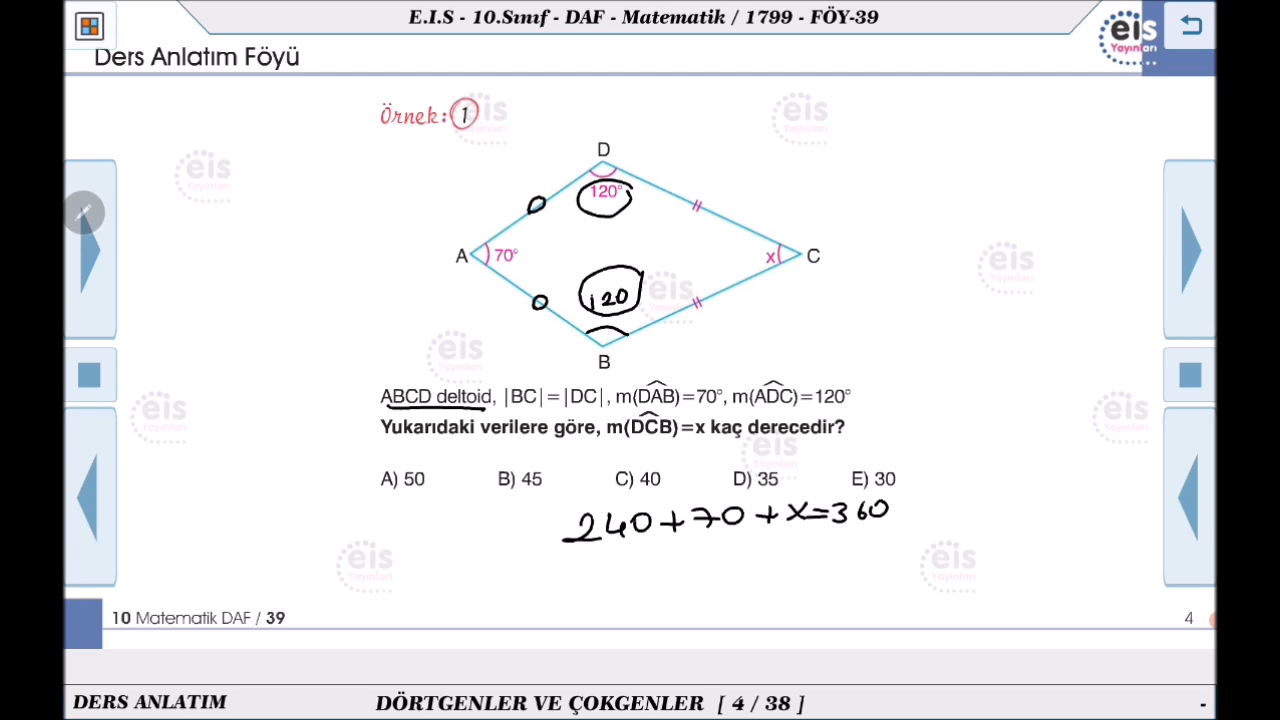 E.I.S - 10.Sınıf - DAF - Matematik / 1799 - FÖY-39
eis
Yayınları
Ders Anlatım Föyü
Örnek: 1
D
120°
A
70°
x
C
120
B
ABCD deltoid, |BC|=|DC|, m(DAB)=70°, m(ADC)=120°
Yukarıdaki verilere göre, m(DCB)=x kaç derecedir?
A) 50 B) 45 C) 40 D) 35 E) 30
240+70+x=360
10 Matematik DAF / 39
4
DERS ANLATIM DÖRTGENLER VE ÇOKGENLER [ 4 / 38 ] -